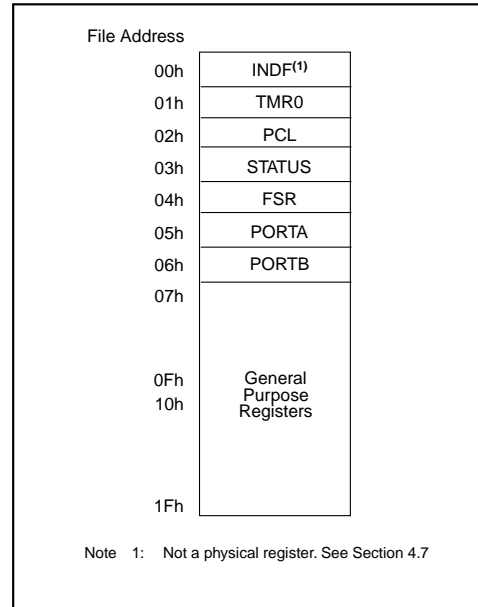 File Address
00h INDF(1)
01h TMR0
02h PCL
03h STATUS
04h FSR
05h PORTA
06h PORTB
07h
0Fh General
Purpose
10h Registers
1Fh
Note 1: Not a physical register. See Section 4.7